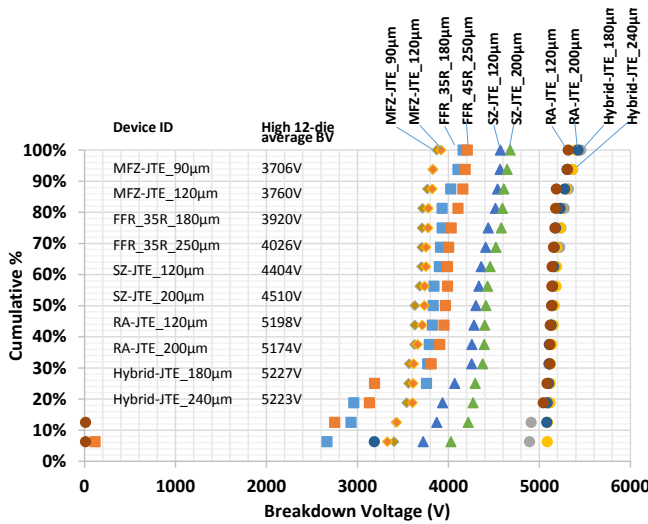 MFZ-JTE_90µm
MFZ-JTE_120µm
FFR_35R_180µm
FFR_45R_250µm
SZ-JTE_120µm
SZ-JTE_200µm
RA-JTE_120µm
RA-JTE_200µm
Hybrid-JTE_180µm
Hybrid-JTE_240µm
Device ID High 12-die
average BV
MFZ-JTE_90µm 3706V
MFZ-JTE_120µm 3760V
FFR_35R_180µm 3920V
FFR_35R_250µm 4026V
SZ-JTE_120µm 4404V
SZ-JTE_200µm 4510V
RA-JTE_120µm 5198V
RA-JTE_200µm 5174V
Hybrid-JTE_180µm 5227V
Hybrid-JTE_240µm 5223V
Cumulative %
100%
90%
80%
70%
60%
50%
40%
30%
20%
10%
0%
0 1000 2000 3000 4000 5000 6000
Breakdown Voltage (V)